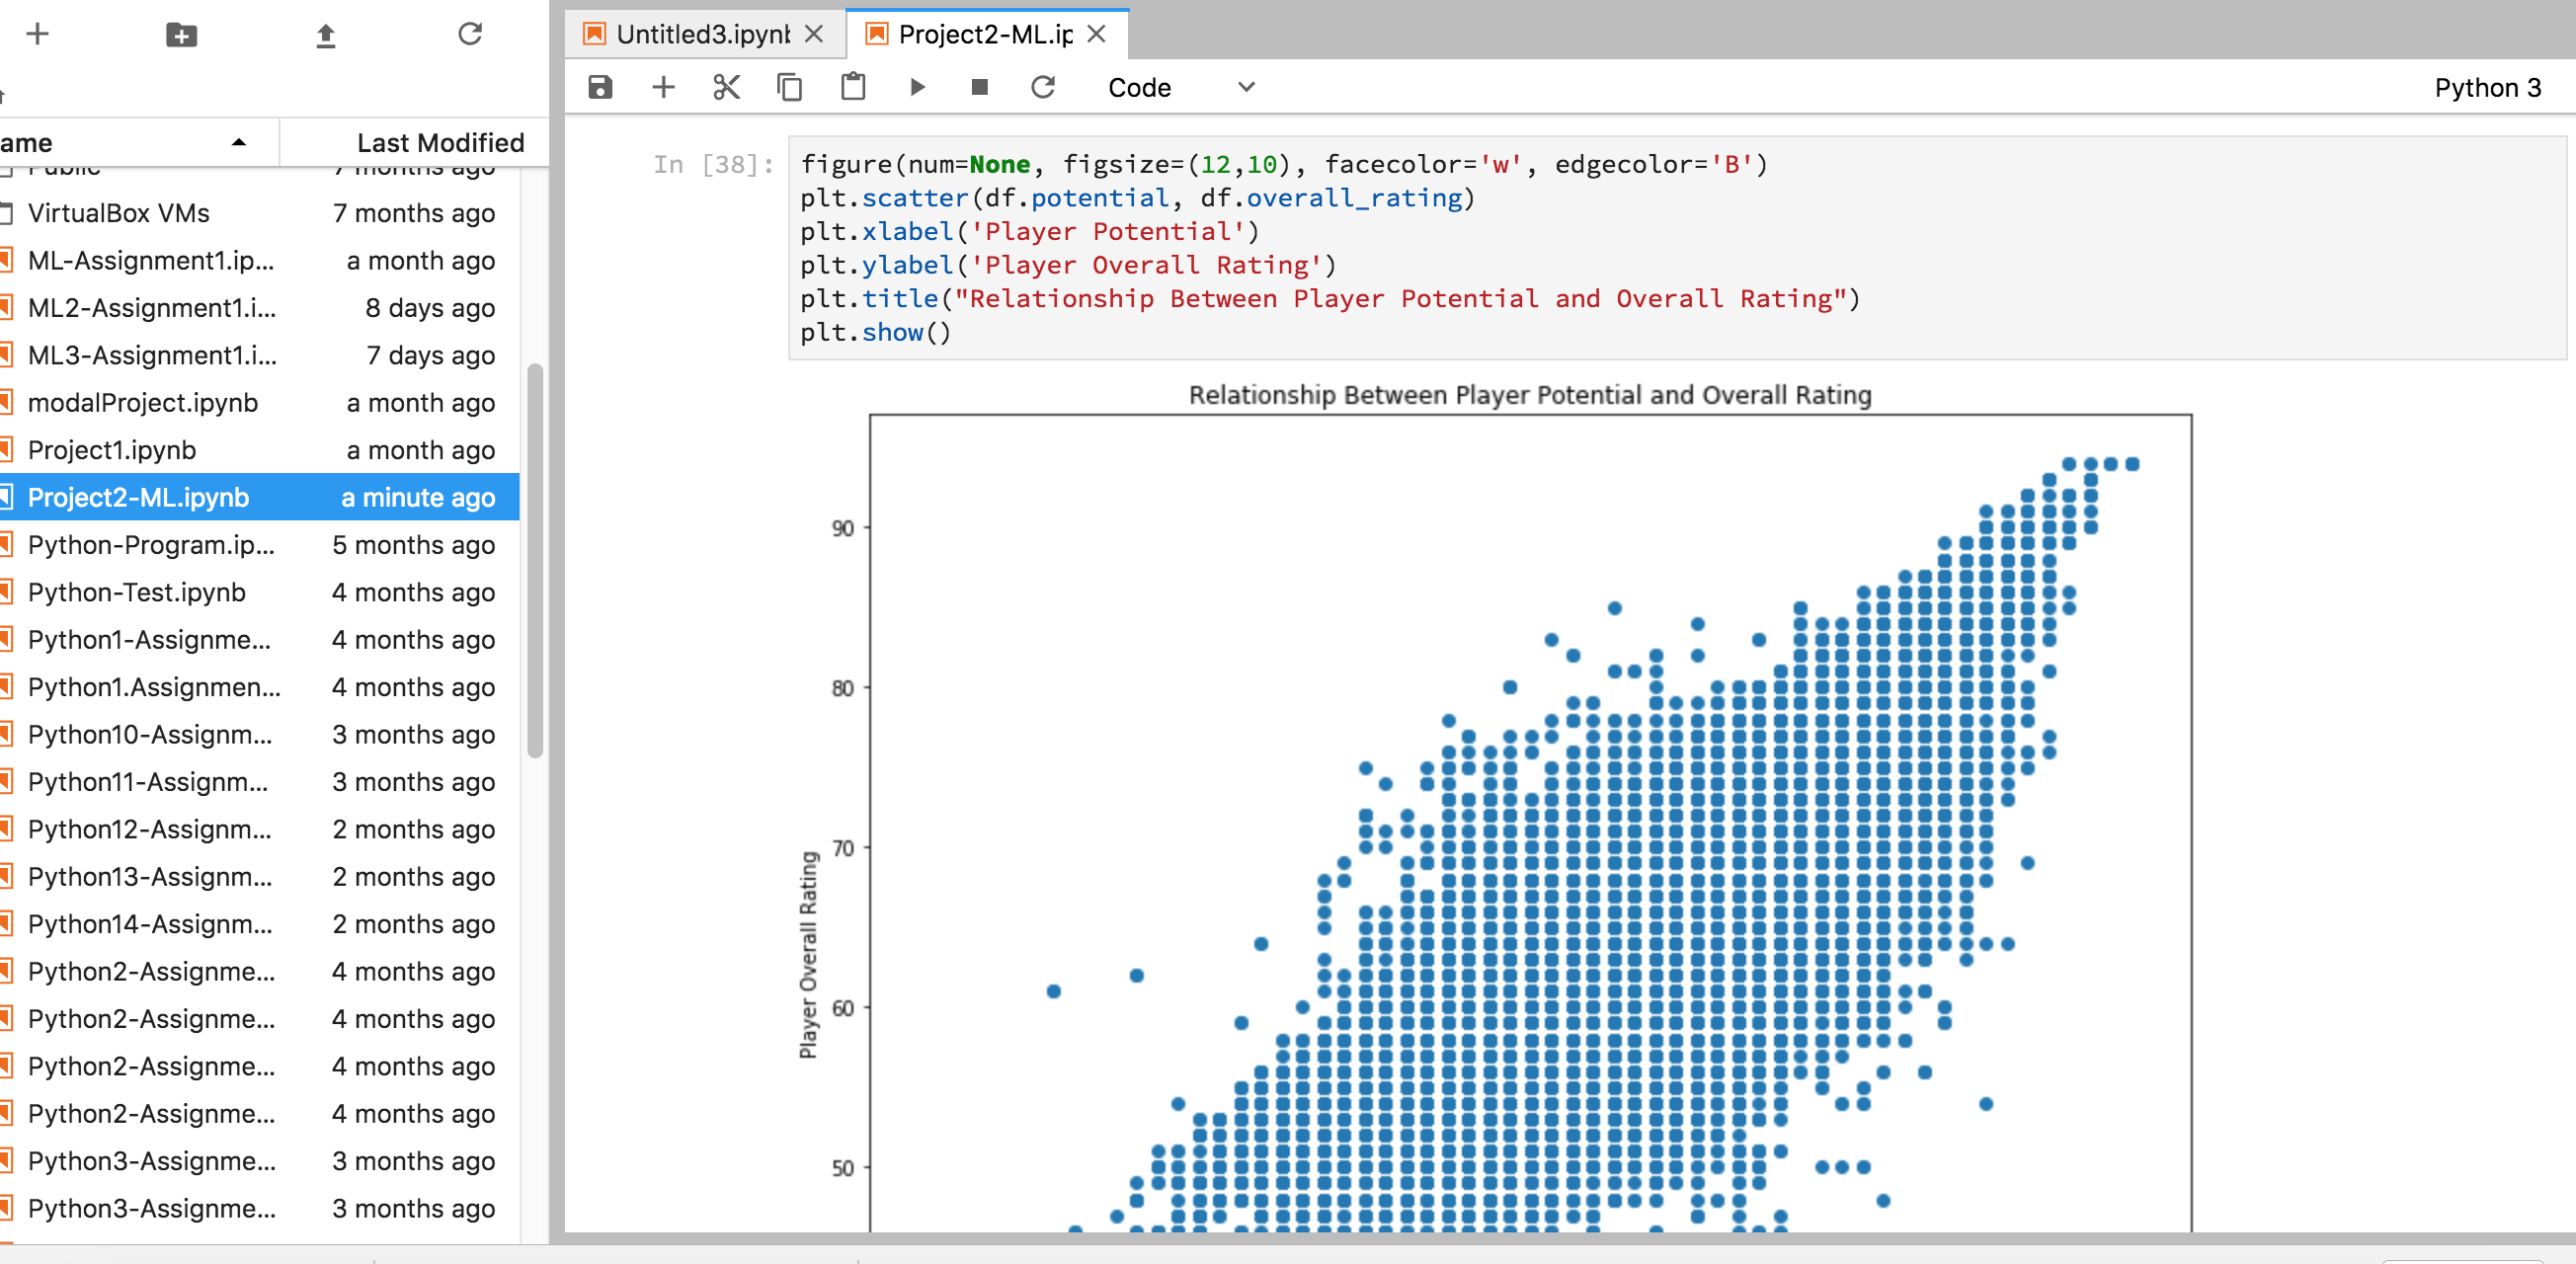 Untitled3.ipynb
Project2-ML.ip
Code
Python 3
ame
Last Modified
Public 7 months ago
VirtualBox VMs 7 months ago
ML-Assignment1.ip... a month ago
ML2-Assignment1.i... 8 days ago
ML3-Assignment1.i... 7 days ago
modalProject.ipynb a month ago
Project1.ipynb a month ago
Project2-ML.ipynb a minute ago
Python-Program.ip... 5 months ago
Python-Test.ipynb 4 months ago
Python1-Assignme... 4 months ago
Python1.Assignmen... 4 months ago
Python10-Assignm... 3 months ago
Python11-Assignm... 3 months ago
Python12-Assignm... 2 months ago
Python13-Assignm... 2 months ago
Python14-Assignm... 2 months ago
Python2-Assignme... 4 months ago
Python2-Assignme... 4 months ago
Python2-Assignme... 4 months ago
Python2-Assignme... 4 months ago
Python3-Assignme... 3 months ago
Python3-Assignme... 3 months ago
In [38]:
figure(num=None, figsize=(12,10), facecolor='w', edgecolor='B')
plt.scatter(df.potential, df.overall_rating)
plt.xlabel('Player Potential')
plt.ylabel('Player Overall Rating')
plt.title("Relationship Between Player Potential and Overall Rating")
plt.show()
Relationship Between Player Potential and Overall Rating
90
80
70
60
50
Player Overall Rating